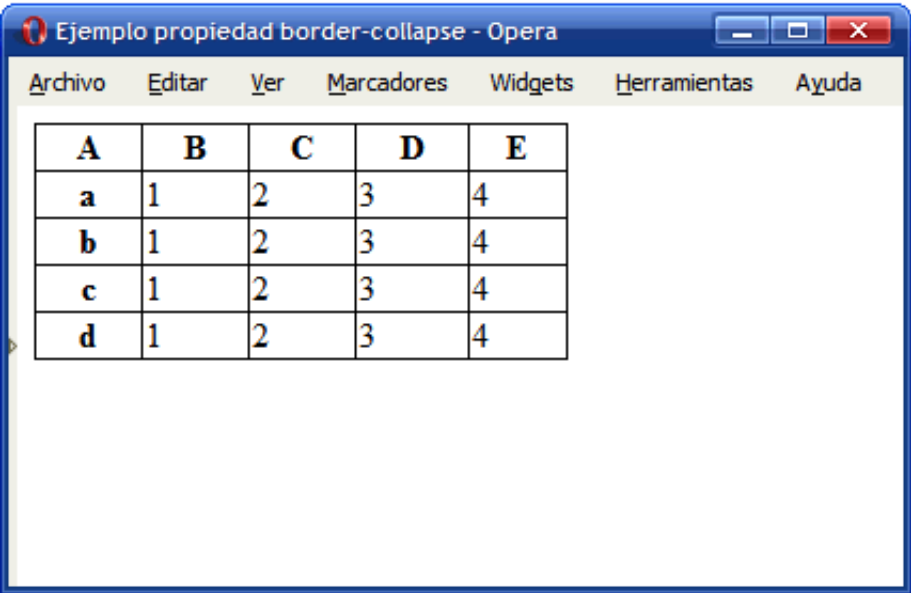 Ejemplo propiedad border-collapse - Opera
Archivo Editar Ver Marcadores Widgets Herramientas Ayuda
A B C D E
a 1 2 3 4
b 1 2 3 4
c 1 2 3 4
d 1 2 3 4